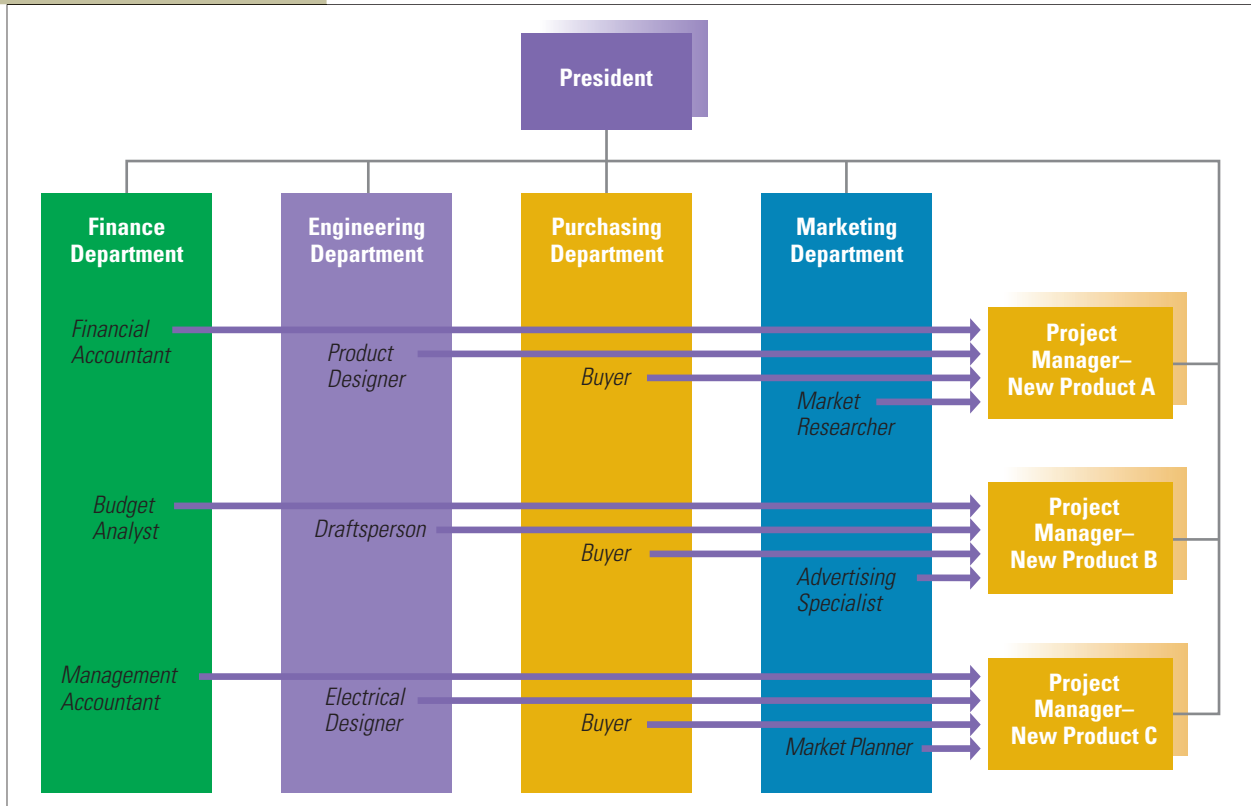 President
Finance
Department
Engineering
Department
Purchasing
Department
Marketing
Department
Financial
Accountant
Product
Designer
Buyer
Market
Researcher
Project
Manager–
New Product A
Budget
Analyst
Draftsperson
Buyer
Advertising
Specialist
Project
Manager–
New Product B
Management
Accountant
Electrical
Designer
Buyer
Market Planner
Project
Manager–
New Product C